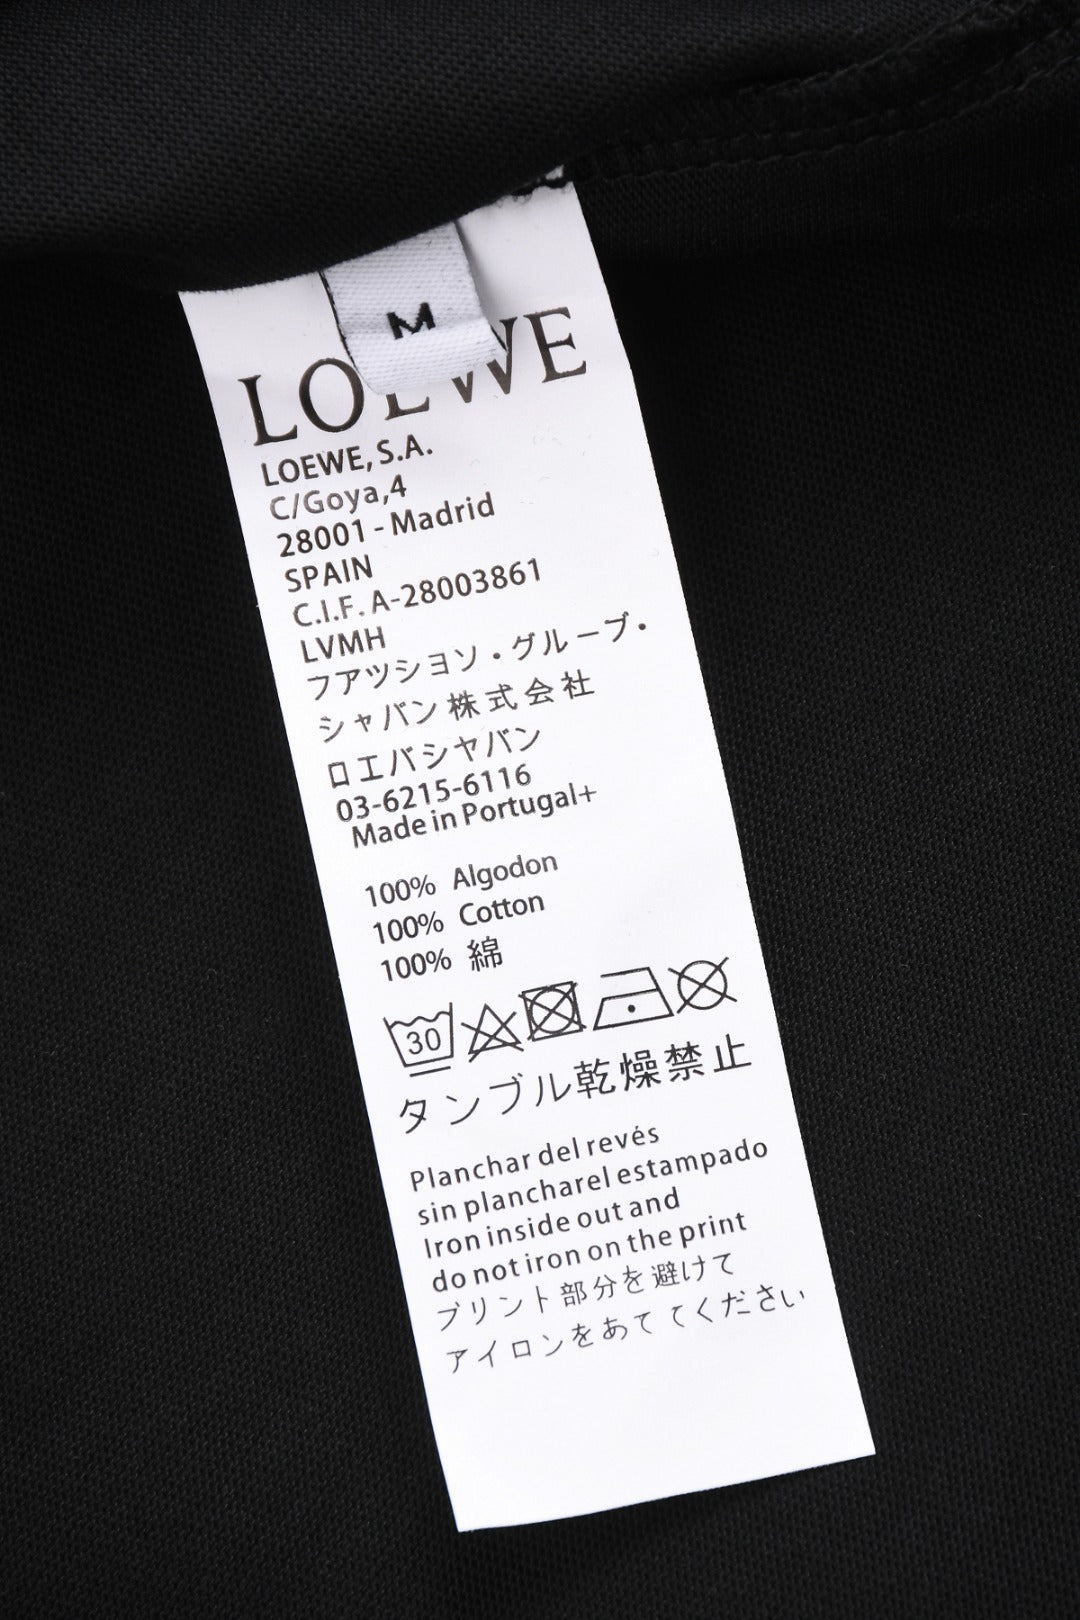 M
LOEWE
LOEWE, S.A.
C/Goya,4
28001 - Madrid
SPAIN
C.I.F. A-28003861
LVMH
フアツシヨソ・グループ・
シャバン株式会社
ロエバシヤバン
03-6215-6116
Made in Portugal+
100% Algodon
100% Cotton
100% 綿
30
タンブル乾燥禁止
Planchar del revés
sin plancharel estampado
Iron inside out and
do not iron on the print
プリント部分を避けて
アイロンをあててください